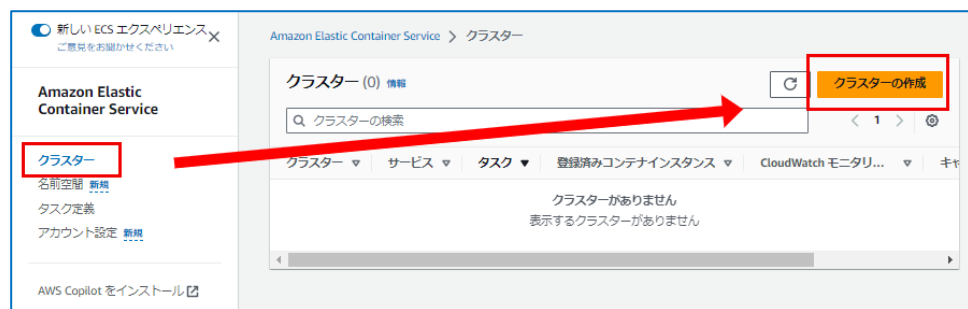 新しい ECS エクスペリエンス
ご意見をお聞かせください
Amazon Elastic
Container Service
クラスター
名前空間 新規
タスク定義
アカウント設定 新規
AWS Copilot をインストール
Amazon Elastic Container Service > クラスター
クラスター (0) 情報
クラスターの作成
クラスターの検索
1
クラスター サービス タスク 登録済みコンテナインスタンス CloudWatch モニタリ... キャ
クラスターがありません
表示するクラスターがありません